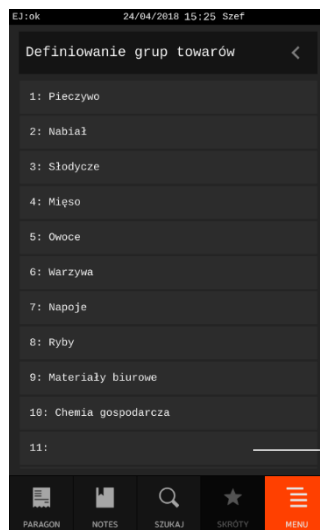 EJ:ok 24/04/2018 15:25 Szef
Definiowanie grup towarów
1: Pieczywo
2: Nabiał
3: Słodycze
4: Mięso
5: Owoce
6: Warzywa
7: Napoje
8: Ryby
9: Materiały biurowe
10: Chemia gospodarcza
11:
PARAGON NOTES SZUKAJ SKRÓTY MENU